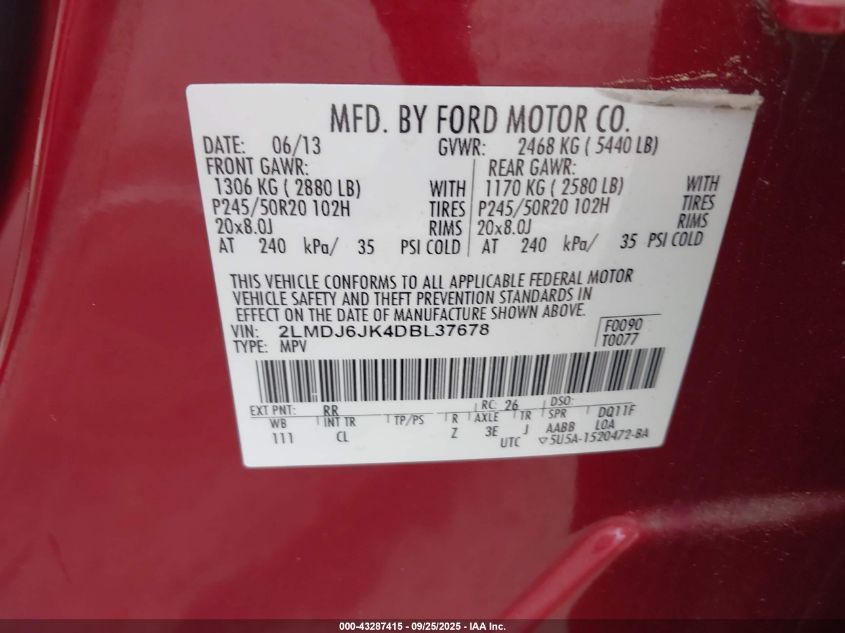 MFD. BY FORD MOTOR CO.
DATE: 06/13 GVWR: 2468 KG ( 5440 LB)
FRONT GAWR: REAR GAWR:
1306 KG ( 2880 LB) WITH 1170 KG ( 2580 LB) WITH
P245/50R20 102H TIRES P245/50R20 102H TIRES
20x8.0J RIMS 20x8.0J RIMS
AT 240 kPa/ 35 PSI COLD AT 240 kPa/ 35 PSI COLD
THIS VEHICLE CONFORMS TO ALL APPLICABLE FEDERAL MOTOR
VEHICLE SAFETY AND THEFT PREVENTION STANDARDS IN
EFFECT ON THE DATE OF MANUFACTURE SHOWN ABOVE.
VIN: 2LMDJ6JK4DBL37678 F0090
TYPE: MPV T0077
EXT PNT: RR RC: 26 DSO:
WB INT TR TP/PS R AXLE TR SPR DQ11F
111 CL Z 3E J AABB LOA
UTC ▽5U5A-1520472-BA
000-43287415 - 09/25/2025 - IAA Inc.